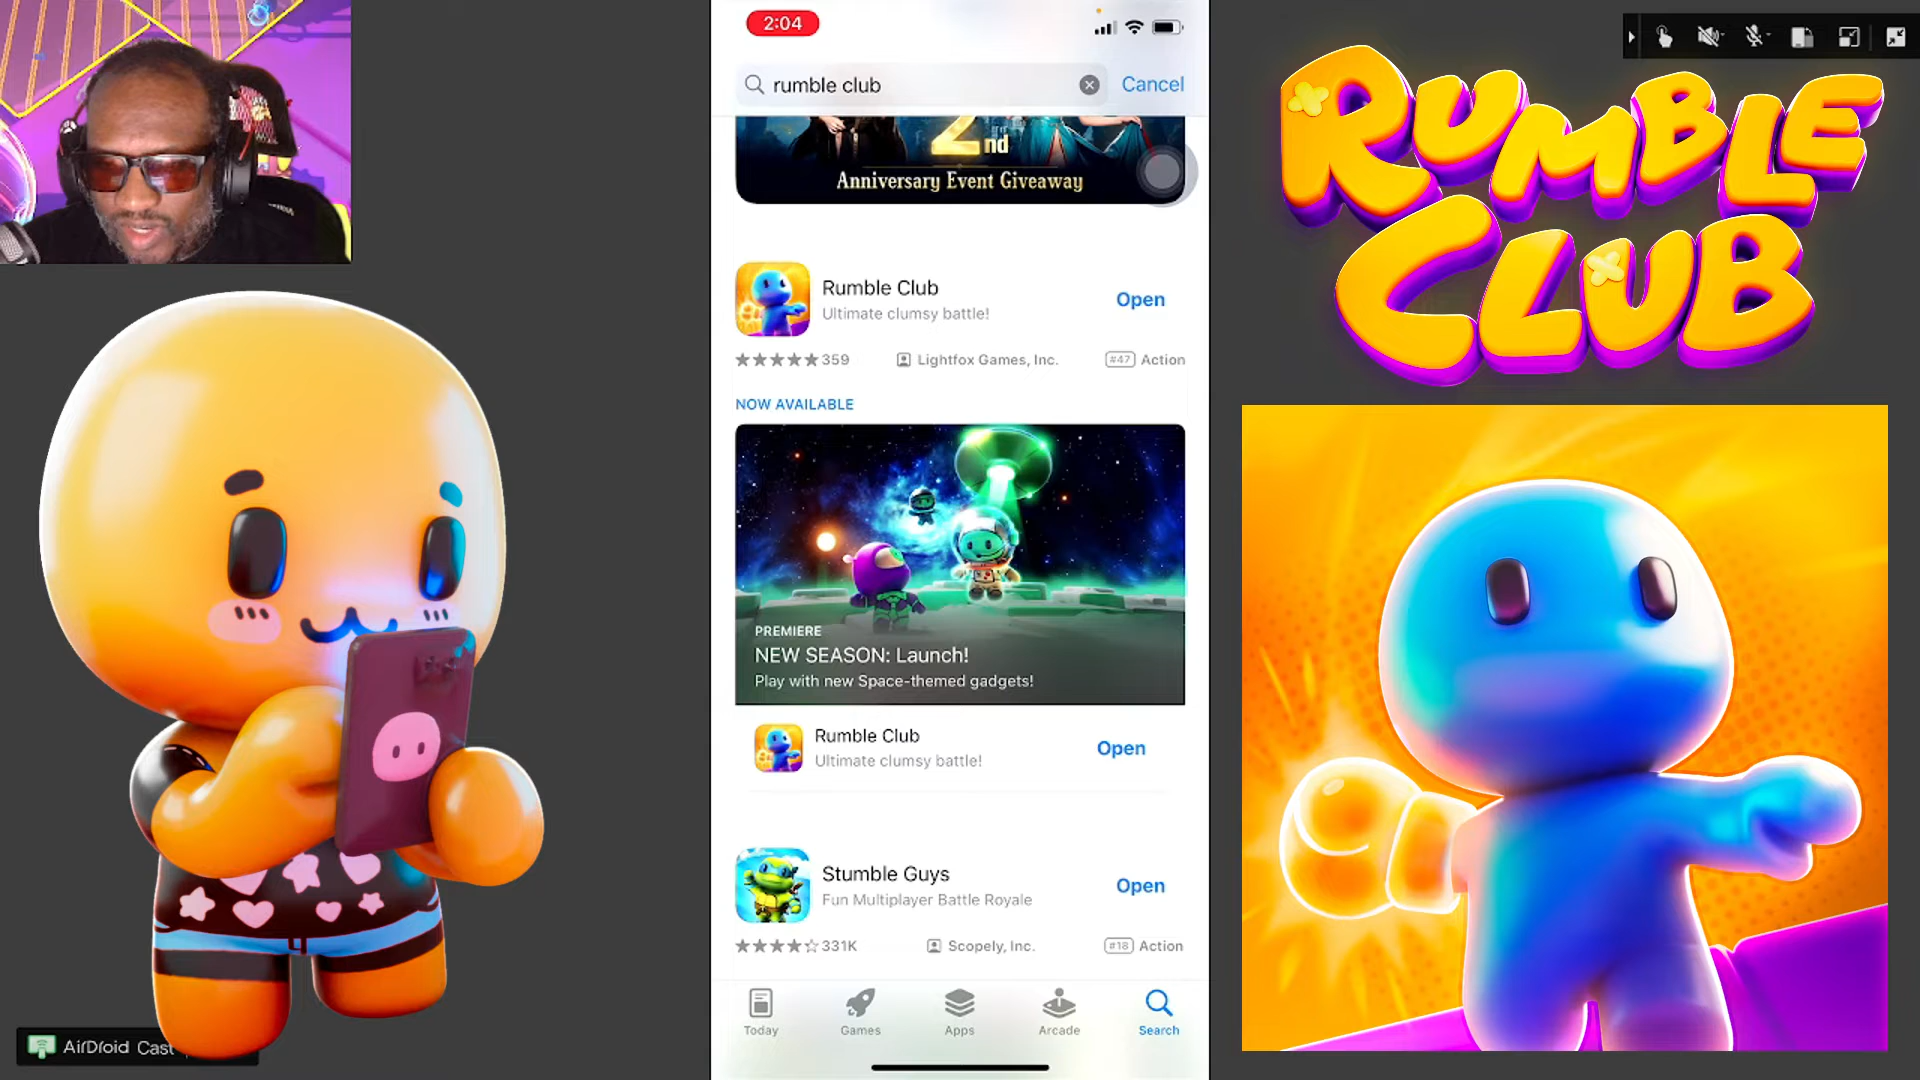 2:04
rumble club
Cancel
2nd
Anniversary Event Giveaway
Rumble Club
Ultimate clumsy battle!
Open
359
Lightfox Games, Inc.
#47 Action
NOW AVAILABLE
PREMIERE
NEW SEASON: Launch!
Play with new Space-themed gadgets!
Rumble Club
Ultimate clumsy battle!
Open
Stumble Guys
Fun Multiplayer Battle Royale
Open
331K
Scopely, Inc.
#18 Action
Today
Games
Apps
Arcade
Search
AirDroid Cast
RUMBLE
CLUB